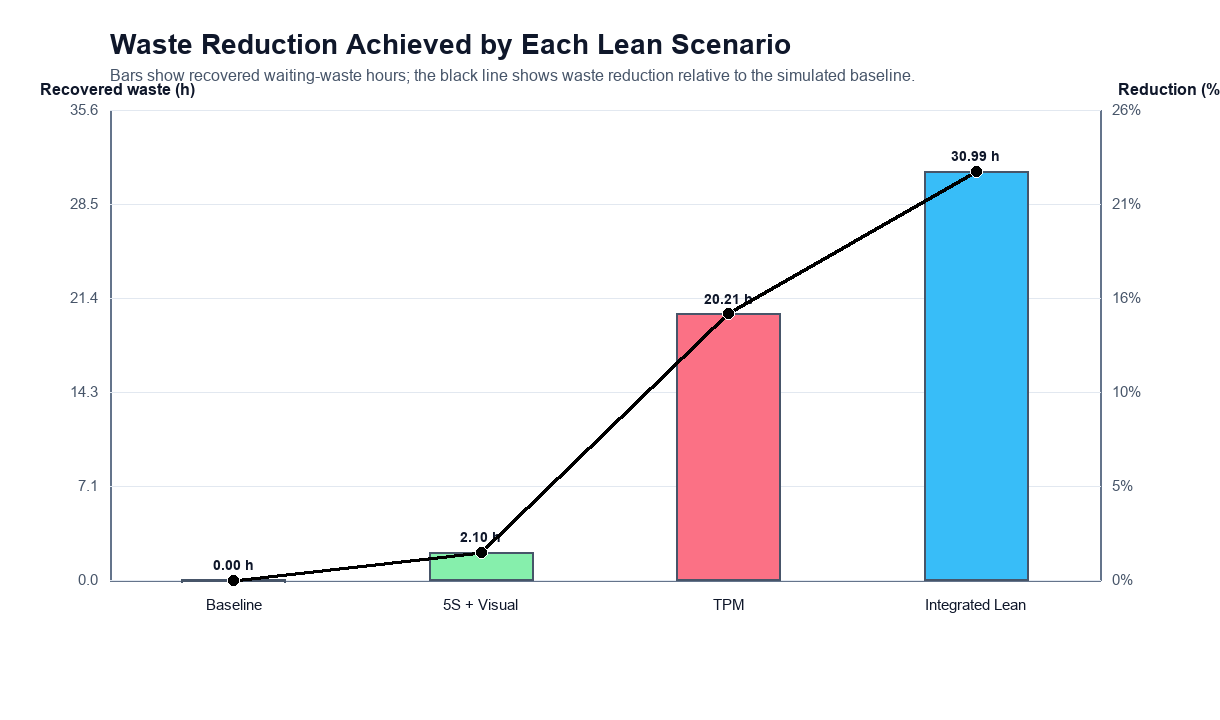 Waste Reduction Achieved by Each Lean Scenario
Bars show recovered waiting-waste hours; the black line shows waste reduction relative to the simulated baseline.
Recovered waste (h)
Reduction (%
35.6
26%
30.99 h
28.5
21%
21.4
20.21 h
16%
14.3
10%
7.1
5%
2.10 h
0.00 h
0.0
0%
Baseline
5S + Visual
TPM
Integrated Lean